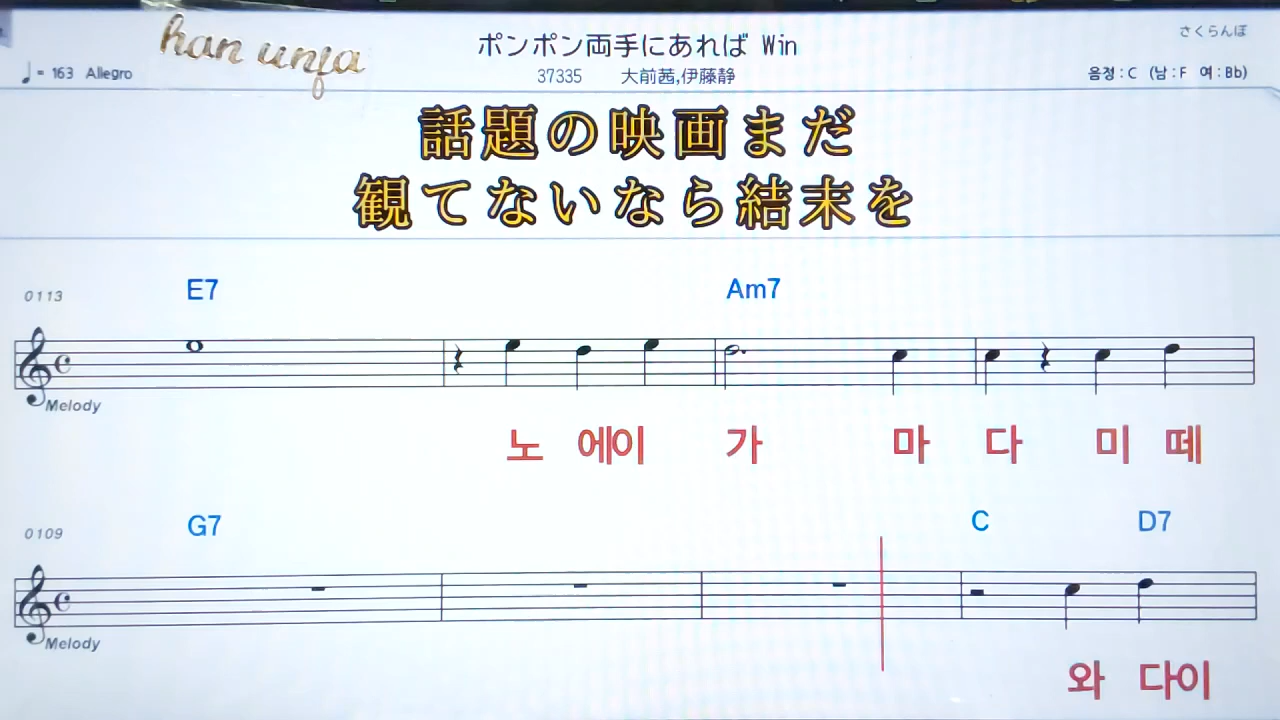 han unja
ポンポン両手にあれば Win
さくらんぼ
♩= 163 Allegro
37335 大前茜,伊藤静
음정 : C (남 : F 여 : Bb)
話題の映画まだ
観てないなら結末を
0113 E7 Am7
Melody
노 에이 가 마 다 미 떼
0109 G7 C D7
Melody
와 다이